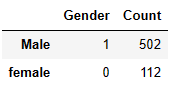 Gender Count
Male 1 502
female 0 112